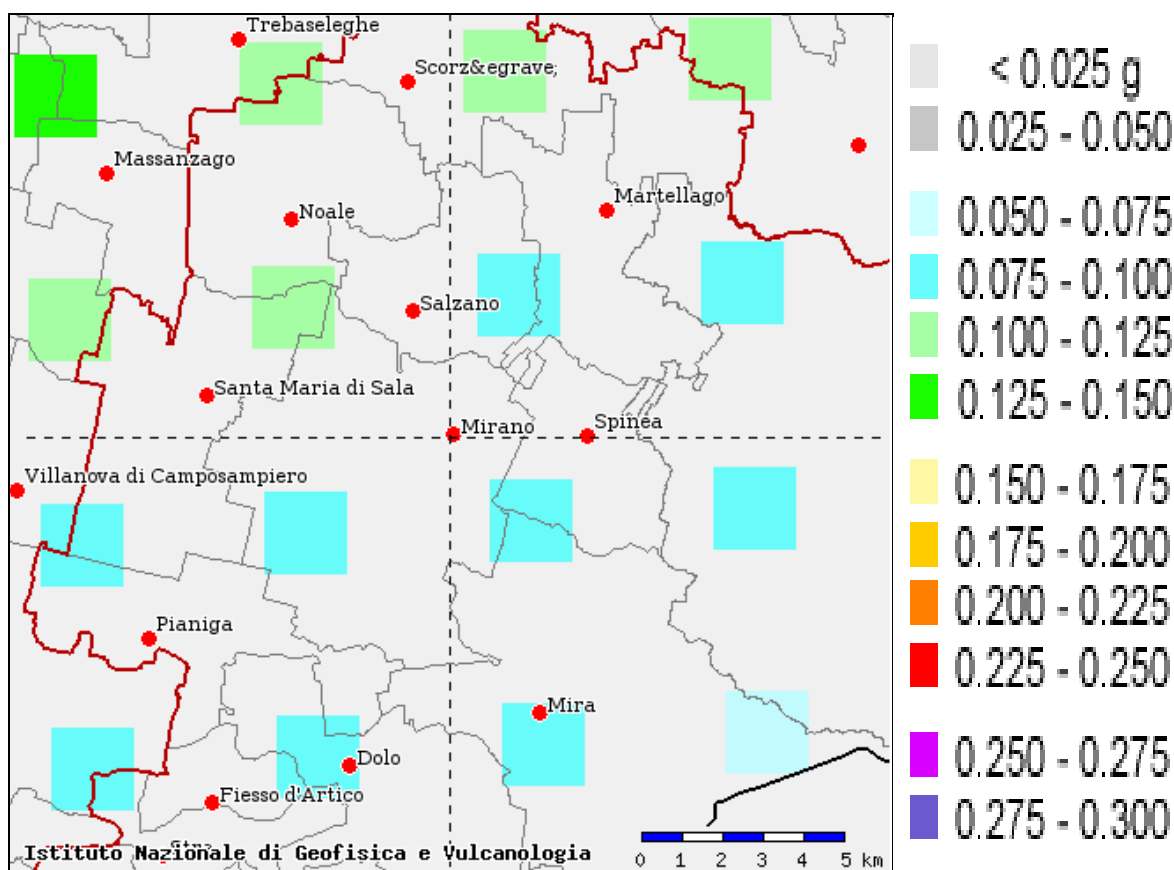 Trebaseleghe
Scorz&egrave;
Massanzago
Martellago
Noale
Salzano
Santa Maria di Sala
Mirano
Spinea
Villanova di Camposampiero
Pianiga
Mira
Dolo
Fiesso d'Artico
Istituto Nazionale di Geofisica e Vulcanologia
0 1 2 3 4 5 km
< 0.025 g
0.025 - 0.050
0.050 - 0.075
0.075 - 0.100
0.100 - 0.125
0.125 - 0.150
0.150 - 0.175
0.175 - 0.200
0.200 - 0.225
0.225 - 0.250
0.250 - 0.275
0.275 - 0.300